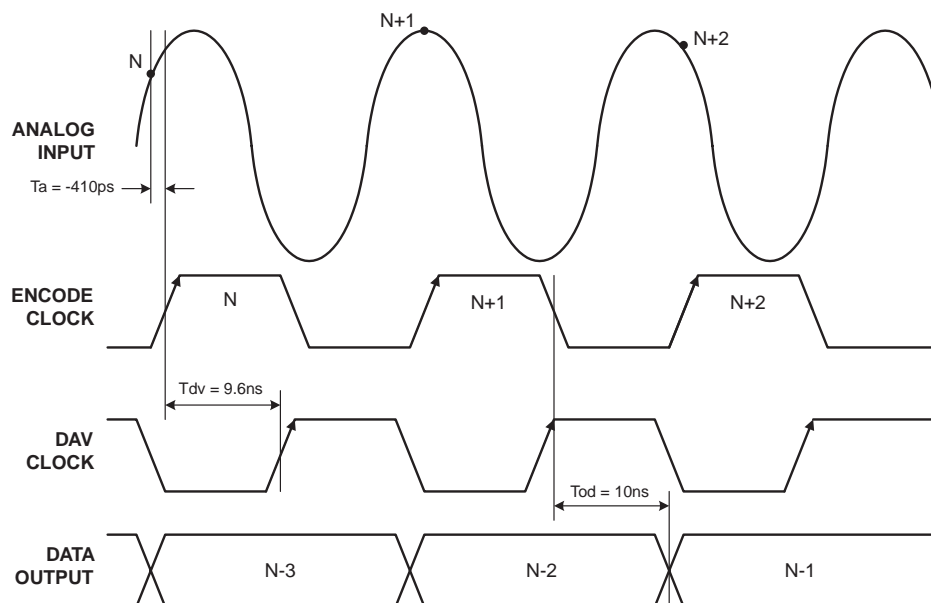 N
N+1
N+2
ANALOG
INPUT
Ta = -410ps
ENCODE
CLOCK
N
N+1
N+2
Tdv = 9.6ns
DAV
CLOCK
Tod = 10ns
DATA
OUTPUT
N-3
N-2
N-1